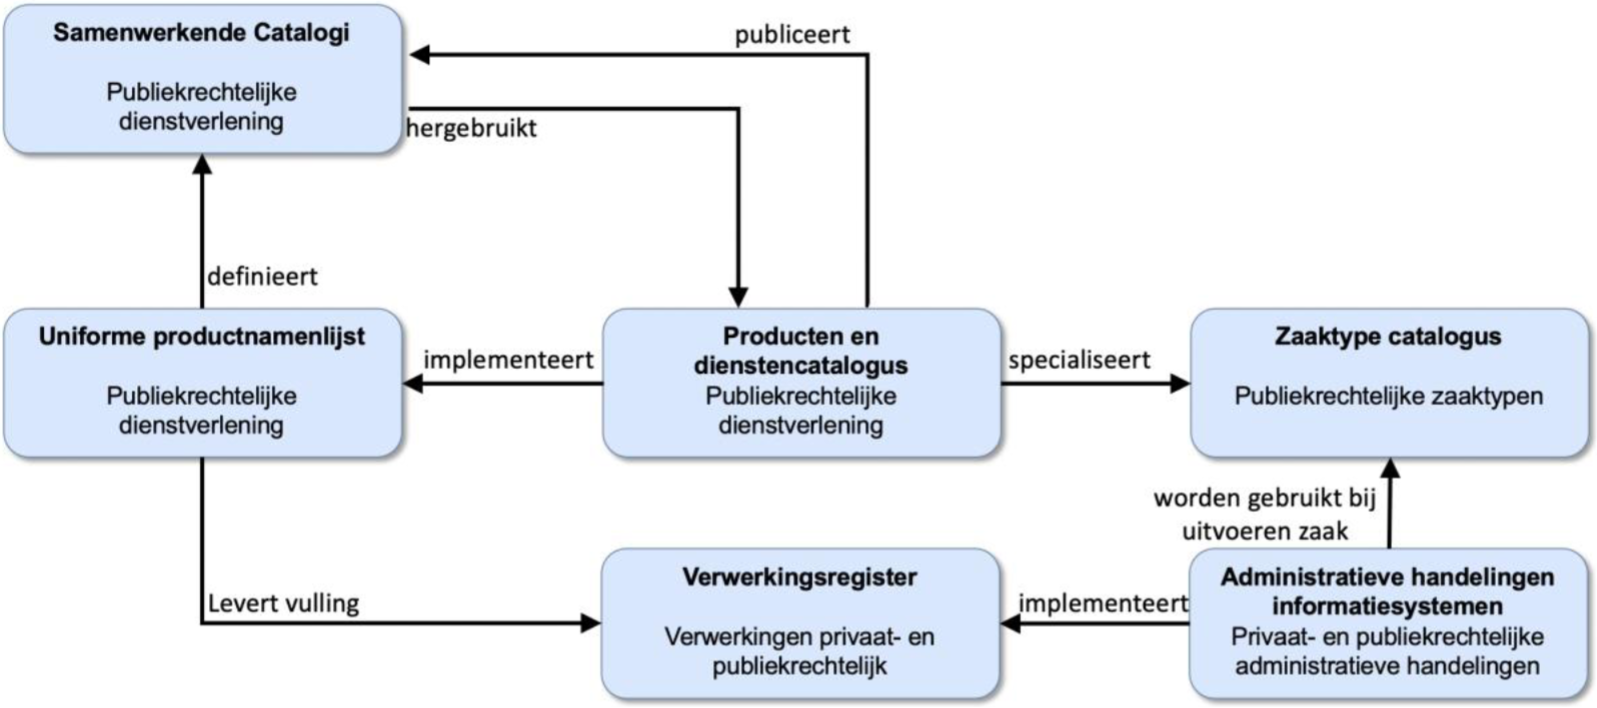 Samenwerkende Catalogi
Publiekrechtelijke
dienstverlening
publiceert
hergebruikt
definieert
Uniforme productnamenlijst
Publiekrechtelijke
dienstverlening
implementeert
Producten en
dienstencatalogus
Publiekrechtelijke
dienstverlening
specialiseert
Zaaktype catalogus
Publiekrechtelijke zaaktypen
worden gebruikt bij
uitvoeren zaak
Levert vulling
Verwerkingsregister
Verwerkingen privaat- en
publiekrechtelijk
implementeert
Administratieve handelingen
informatiesystemen
Privaat- en publiekrechtelijke
administratieve handelingen